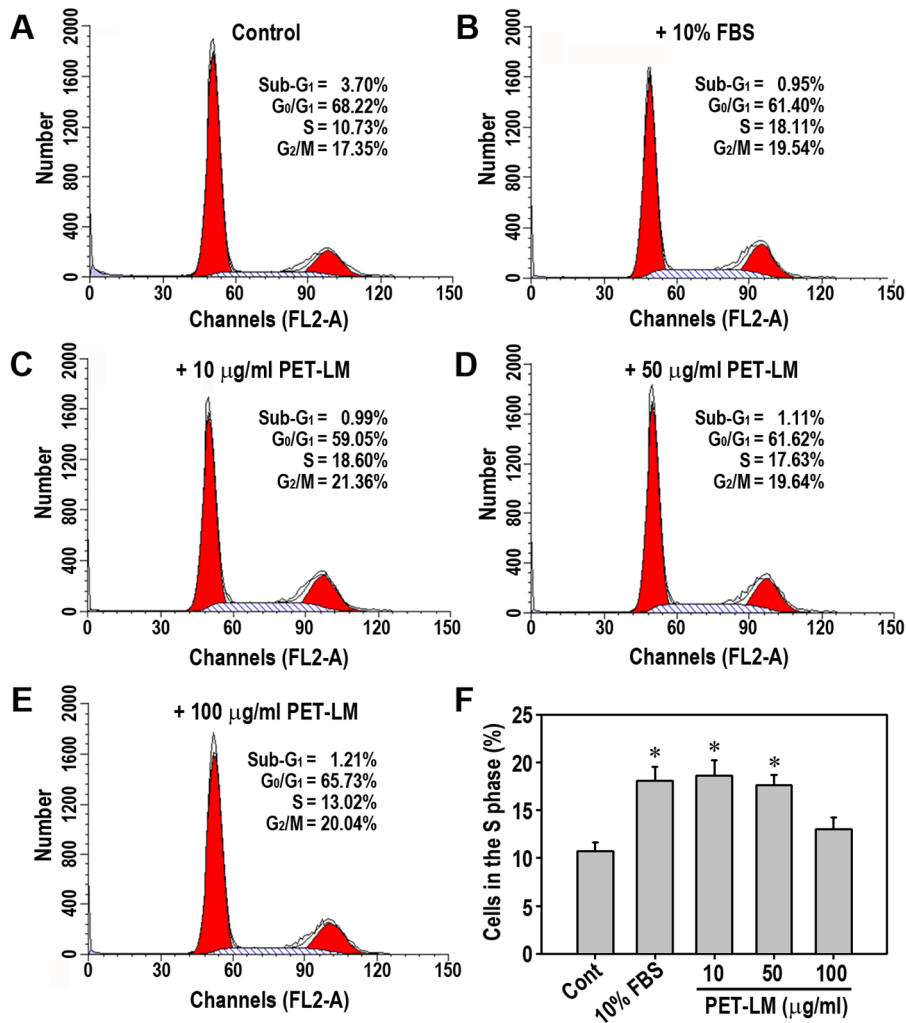 A
Control
2000
1600
1200
800
400
0
Number
Sub-G1 = 3.70%
G0/G1 = 68.22%
S = 10.73%
G2/M = 17.35%
0 30 60 90 120 150
Channels (FL2-A)
B
+ 10% FBS
2000
1600
1200
800
400
0
Number
Sub-G1 = 0.95%
G0/G1 = 61.40%
S = 18.11%
G2/M = 19.54%
0 30 60 90 120 150
Channels (FL2-A)
C
+ 10 μg/ml PET-LM
2000
1600
1200
800
400
0
Number
Sub-G1 = 0.99%
G0/G1 = 59.05%
S = 18.60%
G2/M = 21.36%
0 30 60 90 120 150
Channels (FL2-A)
D
+ 50 μg/ml PET-LM
2000
1600
1200
800
400
0
Number
Sub-G1 = 1.11%
G0/G1 = 61.62%
S = 17.63%
G2/M = 19.64%
0 30 60 90 120 150
Channels (FL2-A)
E
+ 100 μg/ml PET-LM
2000
1600
1200
800
400
0
Number
Sub-G1 = 1.21%
G0/G1 = 65.73%
S = 13.02%
G2/M = 20.04%
0 30 60 90 120 150
Channels (FL2-A)
F
25
20
15
10
5
0
Cells in the S phase (%)
* * *
Cont 10% FBS 10 50 100
PET-LM (μg/ml)